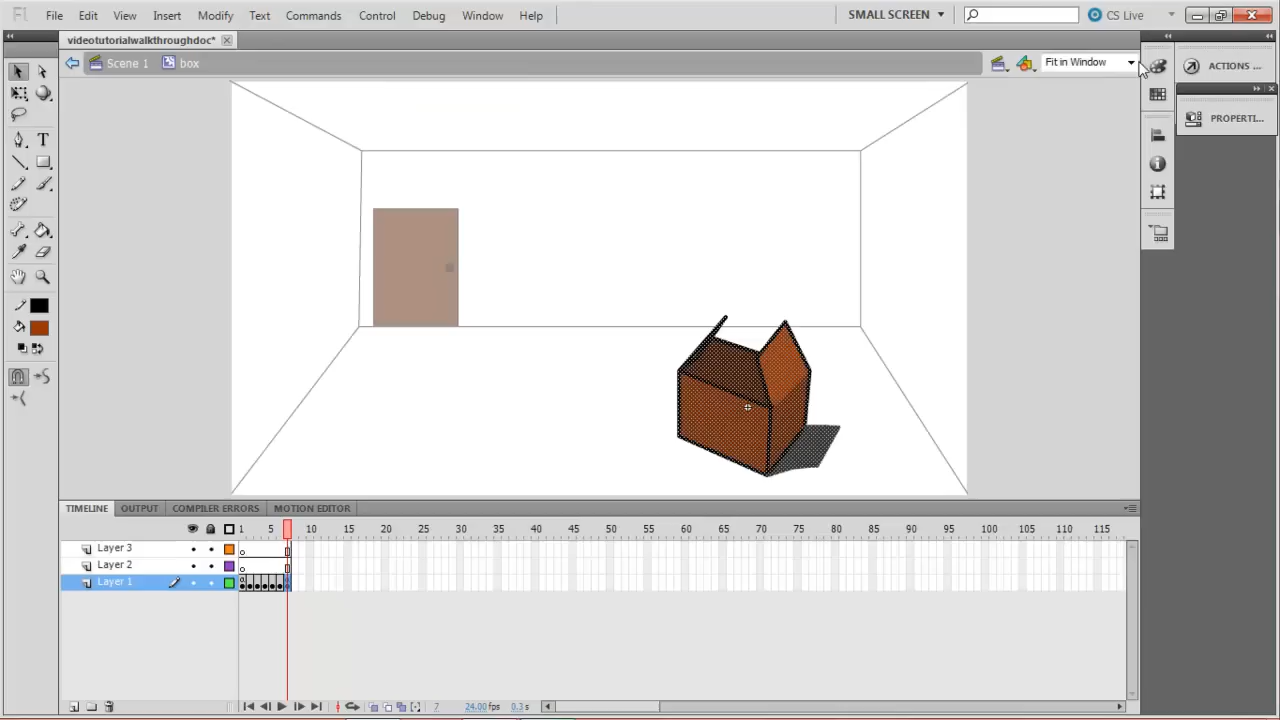 Fl File Edit View Insert Modify Text Commands Control Debug Window Help SMALL SCREEN CS Live
videotutorialwalkthroughdoc*
Scene 1 box Fit in Window
ACTIONS ...
PROPERTI...
T
TIMELINE OUTPUT COMPILER ERRORS MOTION EDITOR
1 5 10 15 20 25 30 35 40 45 50 55 60 65 70 75 80 85 90 95 100 105 110 115
Layer 3
Layer 2
Layer 1
7 24.00 fps 0.3 s